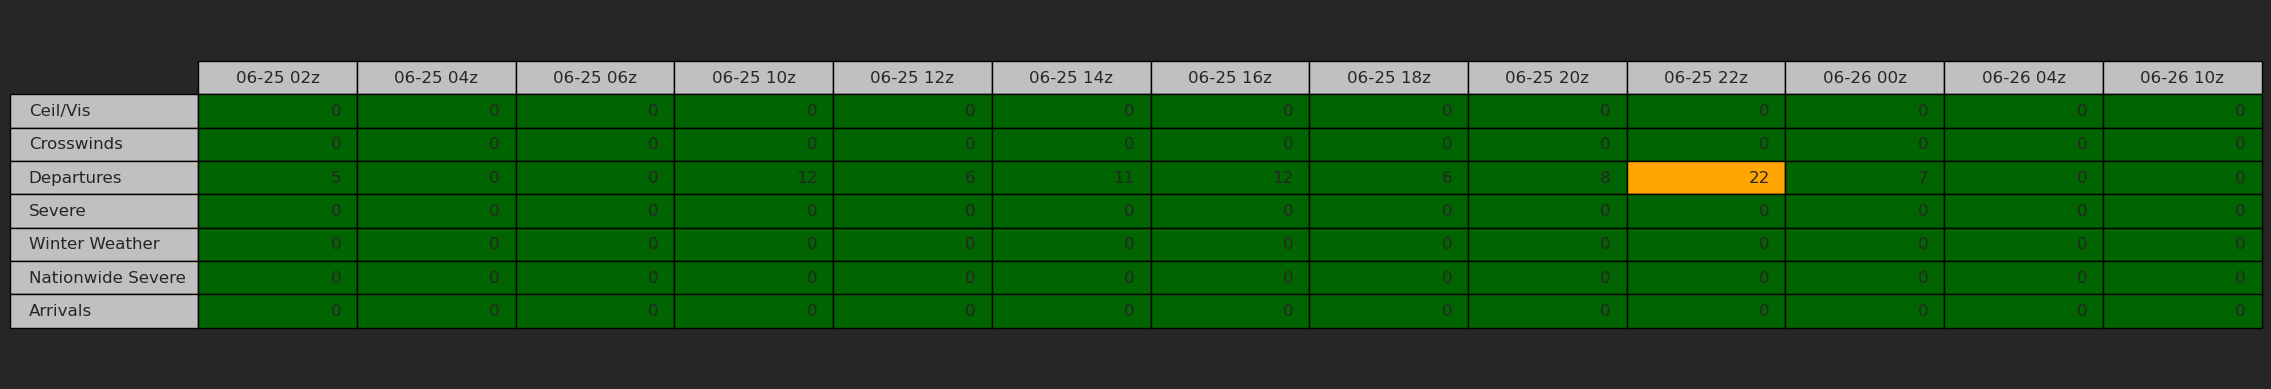 06-25 02z 06-25 04z 06-25 06z 06-25 10z 06-25 12z 06-25 14z 06-25 16z 06-25 18z 06-25 20z 06-25 22z 06-26 00z 06-26 04z 06-26 10z
Ceil/Vis 0 0 0 0 0 0 0 0 0 0 0 0 0
Crosswinds 0 0 0 0 0 0 0 0 0 0 0 0 0
Departures 5 0 0 12 6 11 12 6 8 22 7 0 0
Severe 0 0 0 0 0 0 0 0 0 0 0 0 0
Winter Weather 0 0 0 0 0 0 0 0 0 0 0 0 0
Nationwide Severe 0 0 0 0 0 0 0 0 0 0 0 0 0
Arrivals 0 0 0 0 0 0 0 0 0 0 0 0 0